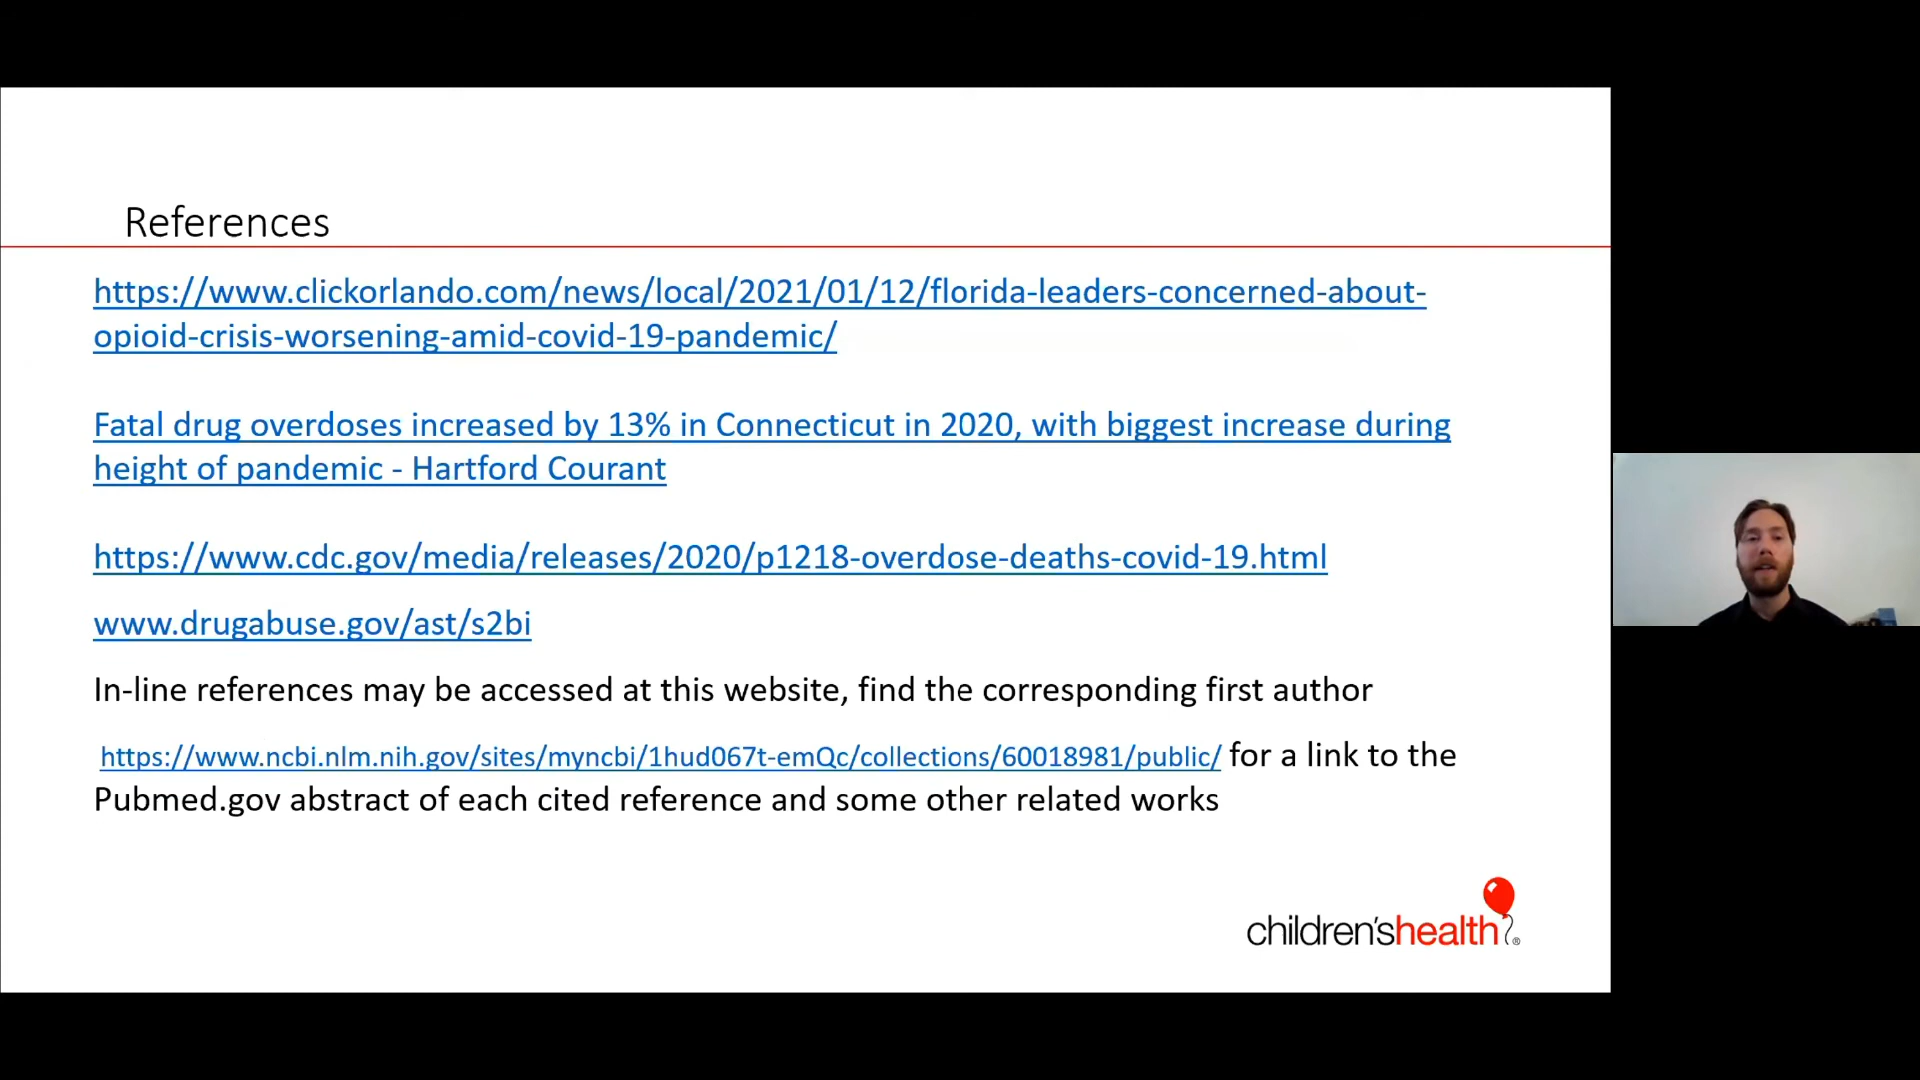 References
https://www.clickorlando.com/news/local/2021/01/12/florida-leaders-concerned-about-
opioid-crisis-worsening-amid-covid-19-pandemic/
Fatal drug overdoses increased by 13% in Connecticut in 2020, with biggest increase during
height of pandemic - Hartford Courant
https://www.cdc.gov/media/releases/2020/p1218-overdose-deaths-covid-19.html
www.drugabuse.gov/ast/s2bi
In-line references may be accessed at this website, find the corresponding first author
https://www.ncbi.nlm.nih.gov/sites/myncbi/1hud067t-emQc/collections/60018981/public/ for a link to the
Pubmed.gov abstract of each cited reference and some other related works
children'shealth®